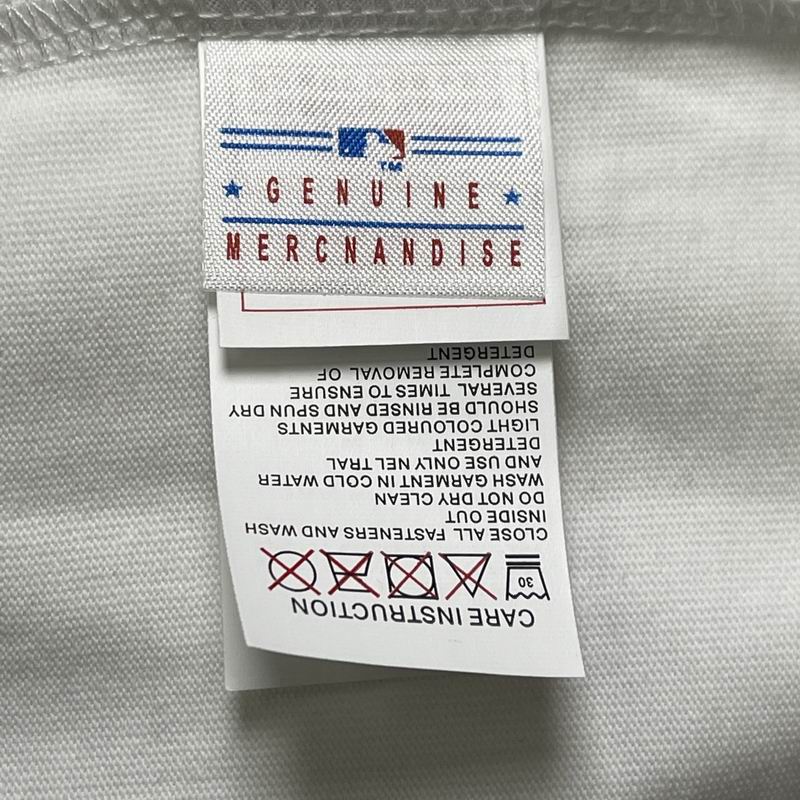 TM
GENUINE
MERCNANDISE
CARE INSTRUCTION
30
CLOSE ALL FASTENERS AND WASH
INSIDE OUT
DO NOT DRY CLEAN
WASH GARMENT IN COLD WATER
AND USE ONLY NEL TRAL
DETERGENT
LIGHT COLOURED GARMENTS
SHOULD BE RINSED AND SPUN DRY
SEVERAL TIMES TO ENSURE
COMPLETE REMOVAL OF
DETERGENT